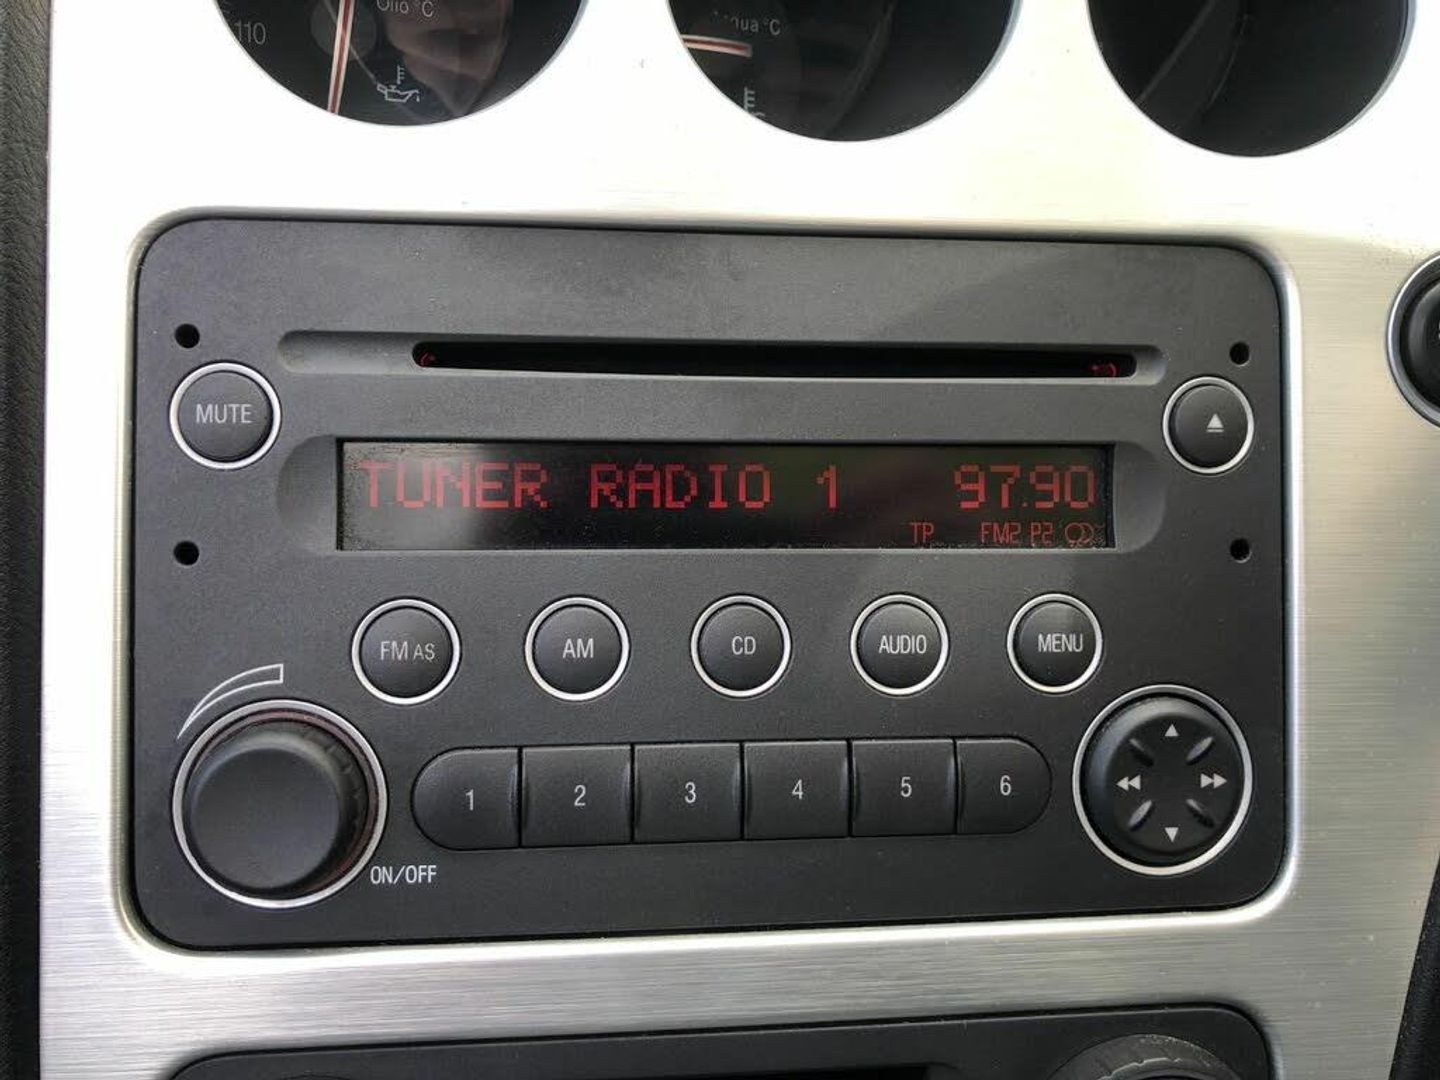 110
Olio °C
°C
MUTE
TUNER RADIO 1 97.90
TP FM2 P2
FM AS
AM
CD
AUDIO
MENU
1
2
3
4
5
6
ON/OFF